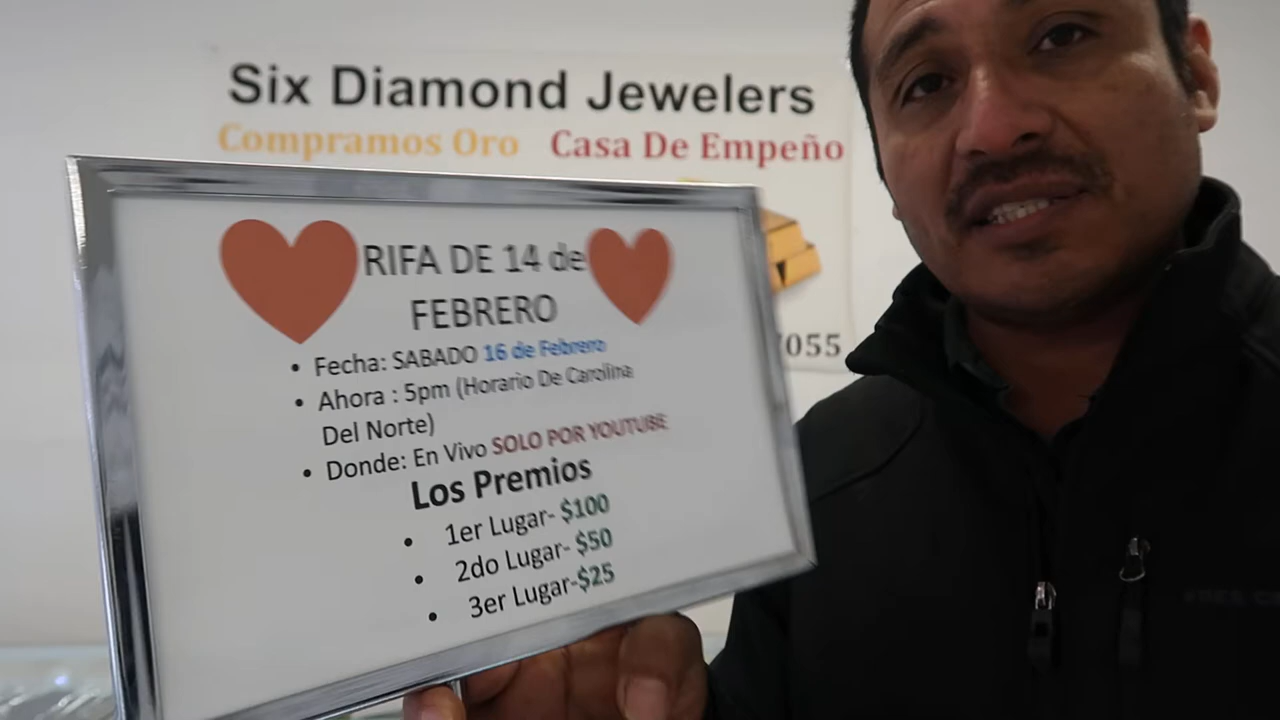 Six Diamond Jewelers
Compramos Oro Casa De Empeño
055
RIFA DE 14 de
FEBRERO
• Fecha: SABADO 16 de Febrero
• Ahora : 5pm (Horario De Carolina
Del Norte)
• Donde: En Vivo SOLO POR YOUTUBE
Los Premios
• 1er Lugar- $100
• 2do Lugar- $50
• 3er Lugar-$25